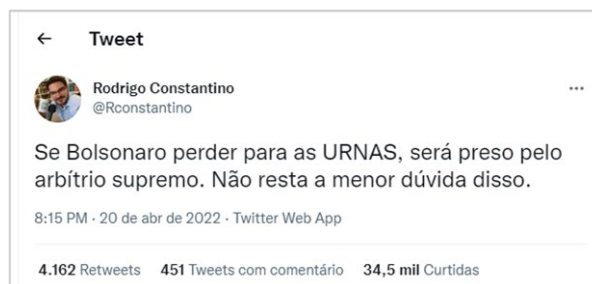 ← Tweet
Rodrigo Constantino
@Rconstantino
Se Bolsonaro perder para as URNAS, será preso pelo
arbítrio supremo. Não resta a menor dúvida disso.
8:15 PM · 20 de abr de 2022 · Twitter Web App
4.162 Retweets 451 Tweets com comentário 34,5 mil Curtidas